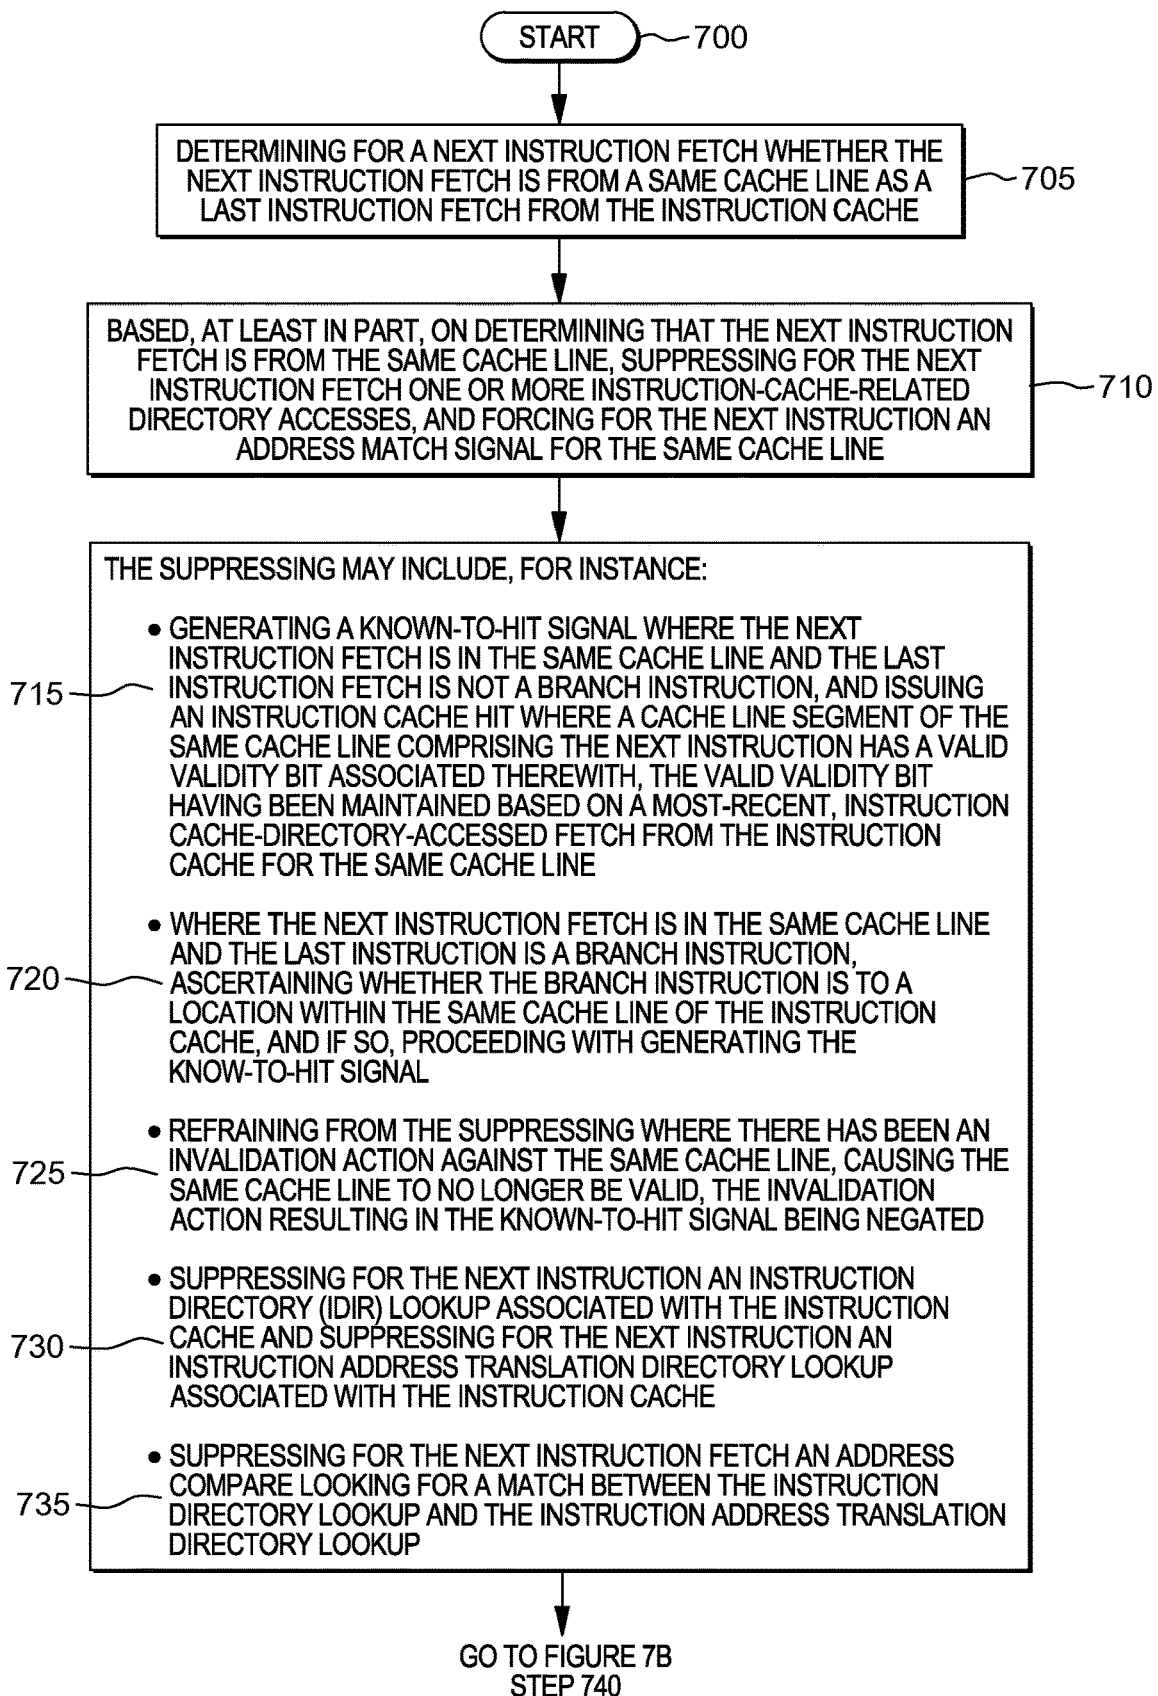 START
700
DETERMINING FOR A NEXT INSTRUCTION FETCH WHETHER THE
NEXT INSTRUCTION FETCH IS FROM A SAME CACHE LINE AS A
LAST INSTRUCTION FETCH FROM THE INSTRUCTION CACHE
705
BASED, AT LEAST IN PART, ON DETERMINING THAT THE NEXT INSTRUCTION
FETCH IS FROM THE SAME CACHE LINE, SUPPRESSING FOR THE NEXT
INSTRUCTION FETCH ONE OR MORE INSTRUCTION-CACHE-RELATED
DIRECTORY ACCESSES, AND FORCING FOR THE NEXT INSTRUCTION AN
ADDRESS MATCH SIGNAL FOR THE SAME CACHE LINE
710
THE SUPPRESSING MAY INCLUDE, FOR INSTANCE:
• GENERATING A KNOWN-TO-HIT SIGNAL WHERE THE NEXT
INSTRUCTION FETCH IS IN THE SAME CACHE LINE AND THE LAST
INSTRUCTION FETCH IS NOT A BRANCH INSTRUCTION, AND ISSUING
AN INSTRUCTION CACHE HIT WHERE A CACHE LINE SEGMENT OF THE
SAME CACHE LINE COMPRISING THE NEXT INSTRUCTION HAS A VALID
VALIDITY BIT ASSOCIATED THEREWITH, THE VALID VALIDITY BIT
HAVING BEEN MAINTAINED BASED ON A MOST-RECENT, INSTRUCTION
CACHE-DIRECTORY-ACCESSED FETCH FROM THE INSTRUCTION
CACHE FOR THE SAME CACHE LINE
715
• WHERE THE NEXT INSTRUCTION FETCH IS IN THE SAME CACHE LINE
AND THE LAST INSTRUCTION IS A BRANCH INSTRUCTION,
ASCERTAINING WHETHER THE BRANCH INSTRUCTION IS TO A
LOCATION WITHIN THE SAME CACHE LINE OF THE INSTRUCTION
CACHE, AND IF SO, PROCEEDING WITH GENERATING THE
KNOW-TO-HIT SIGNAL
720
• REFRAINING FROM THE SUPPRESSING WHERE THERE HAS BEEN AN
INVALIDATION ACTION AGAINST THE SAME CACHE LINE, CAUSING THE
SAME CACHE LINE TO NO LONGER BE VALID, THE INVALIDATION
ACTION RESULTING IN THE KNOWN-TO-HIT SIGNAL BEING NEGATED
725
• SUPPRESSING FOR THE NEXT INSTRUCTION AN INSTRUCTION
DIRECTORY (IDIR) LOOKUP ASSOCIATED WITH THE INSTRUCTION
CACHE AND SUPPRESSING FOR THE NEXT INSTRUCTION AN
INSTRUCTION ADDRESS TRANSLATION DIRECTORY LOOKUP
ASSOCIATED WITH THE INSTRUCTION CACHE
730
• SUPPRESSING FOR THE NEXT INSTRUCTION FETCH AN ADDRESS
COMPARE LOOKING FOR A MATCH BETWEEN THE INSTRUCTION
DIRECTORY LOOKUP AND THE INSTRUCTION ADDRESS TRANSLATION
DIRECTORY LOOKUP
735
GO TO FIGURE 7B
STEP 740